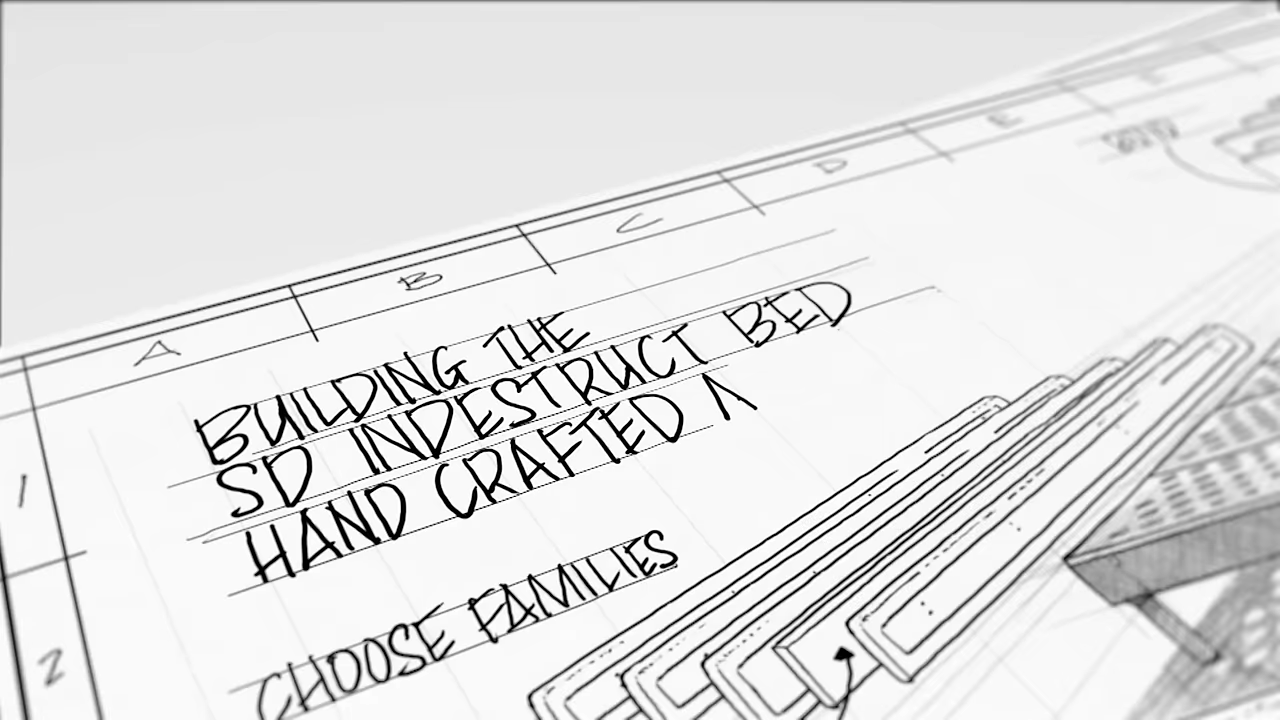 A B C D E
BUILDING THE
SD INDESTRUCT BED
HAND CRAFTED A
1
CHOOSE FAMILIES
2